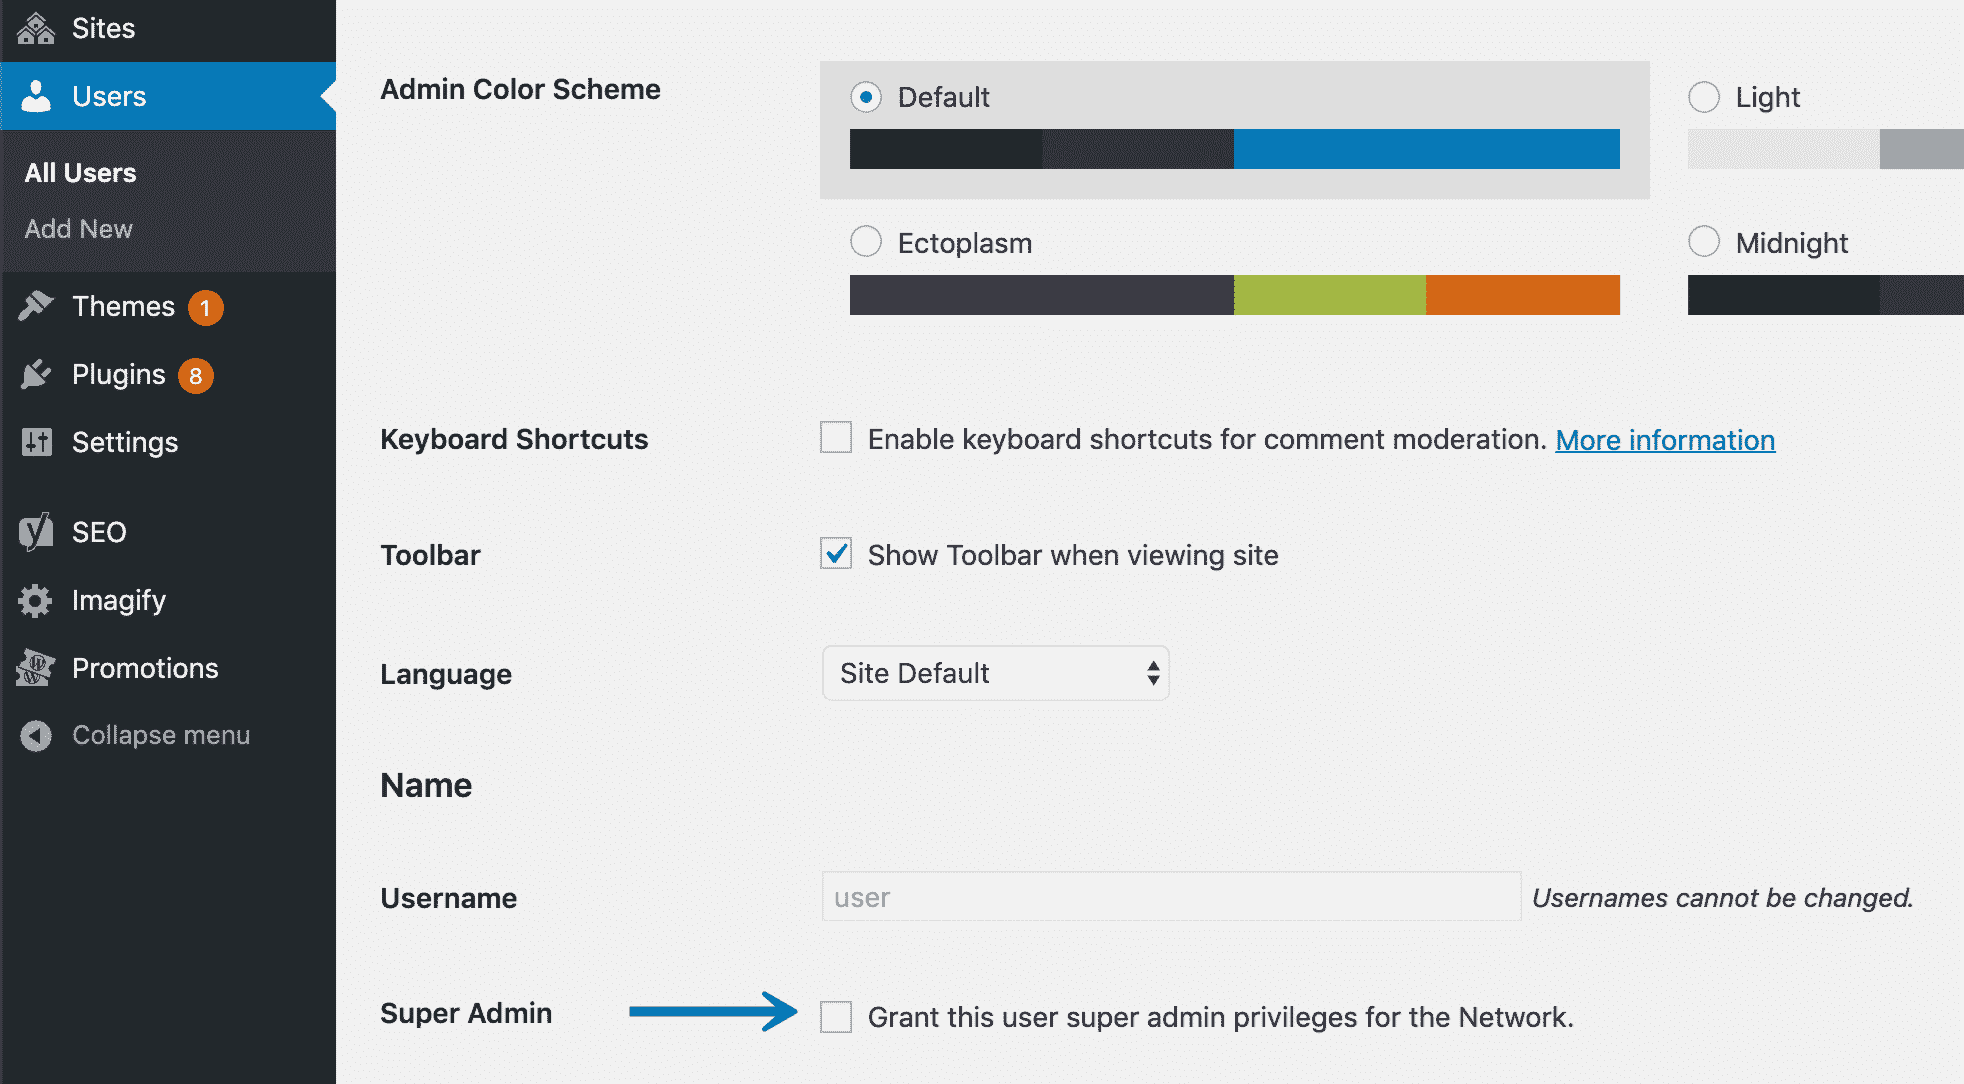 Sites
Users
All Users
Add New
Themes 1
Plugins 8
Settings
SEO
Imagify
Promotions
Collapse menu
Admin Color Scheme
Default
Light
Ectoplasm
Midnight
Keyboard Shortcuts
Enable keyboard shortcuts for comment moderation. More information
Toolbar
Show Toolbar when viewing site
Language
Site Default
Name
Username
user
Usernames cannot be changed.
Super Admin
Grant this user super admin privileges for the Network.